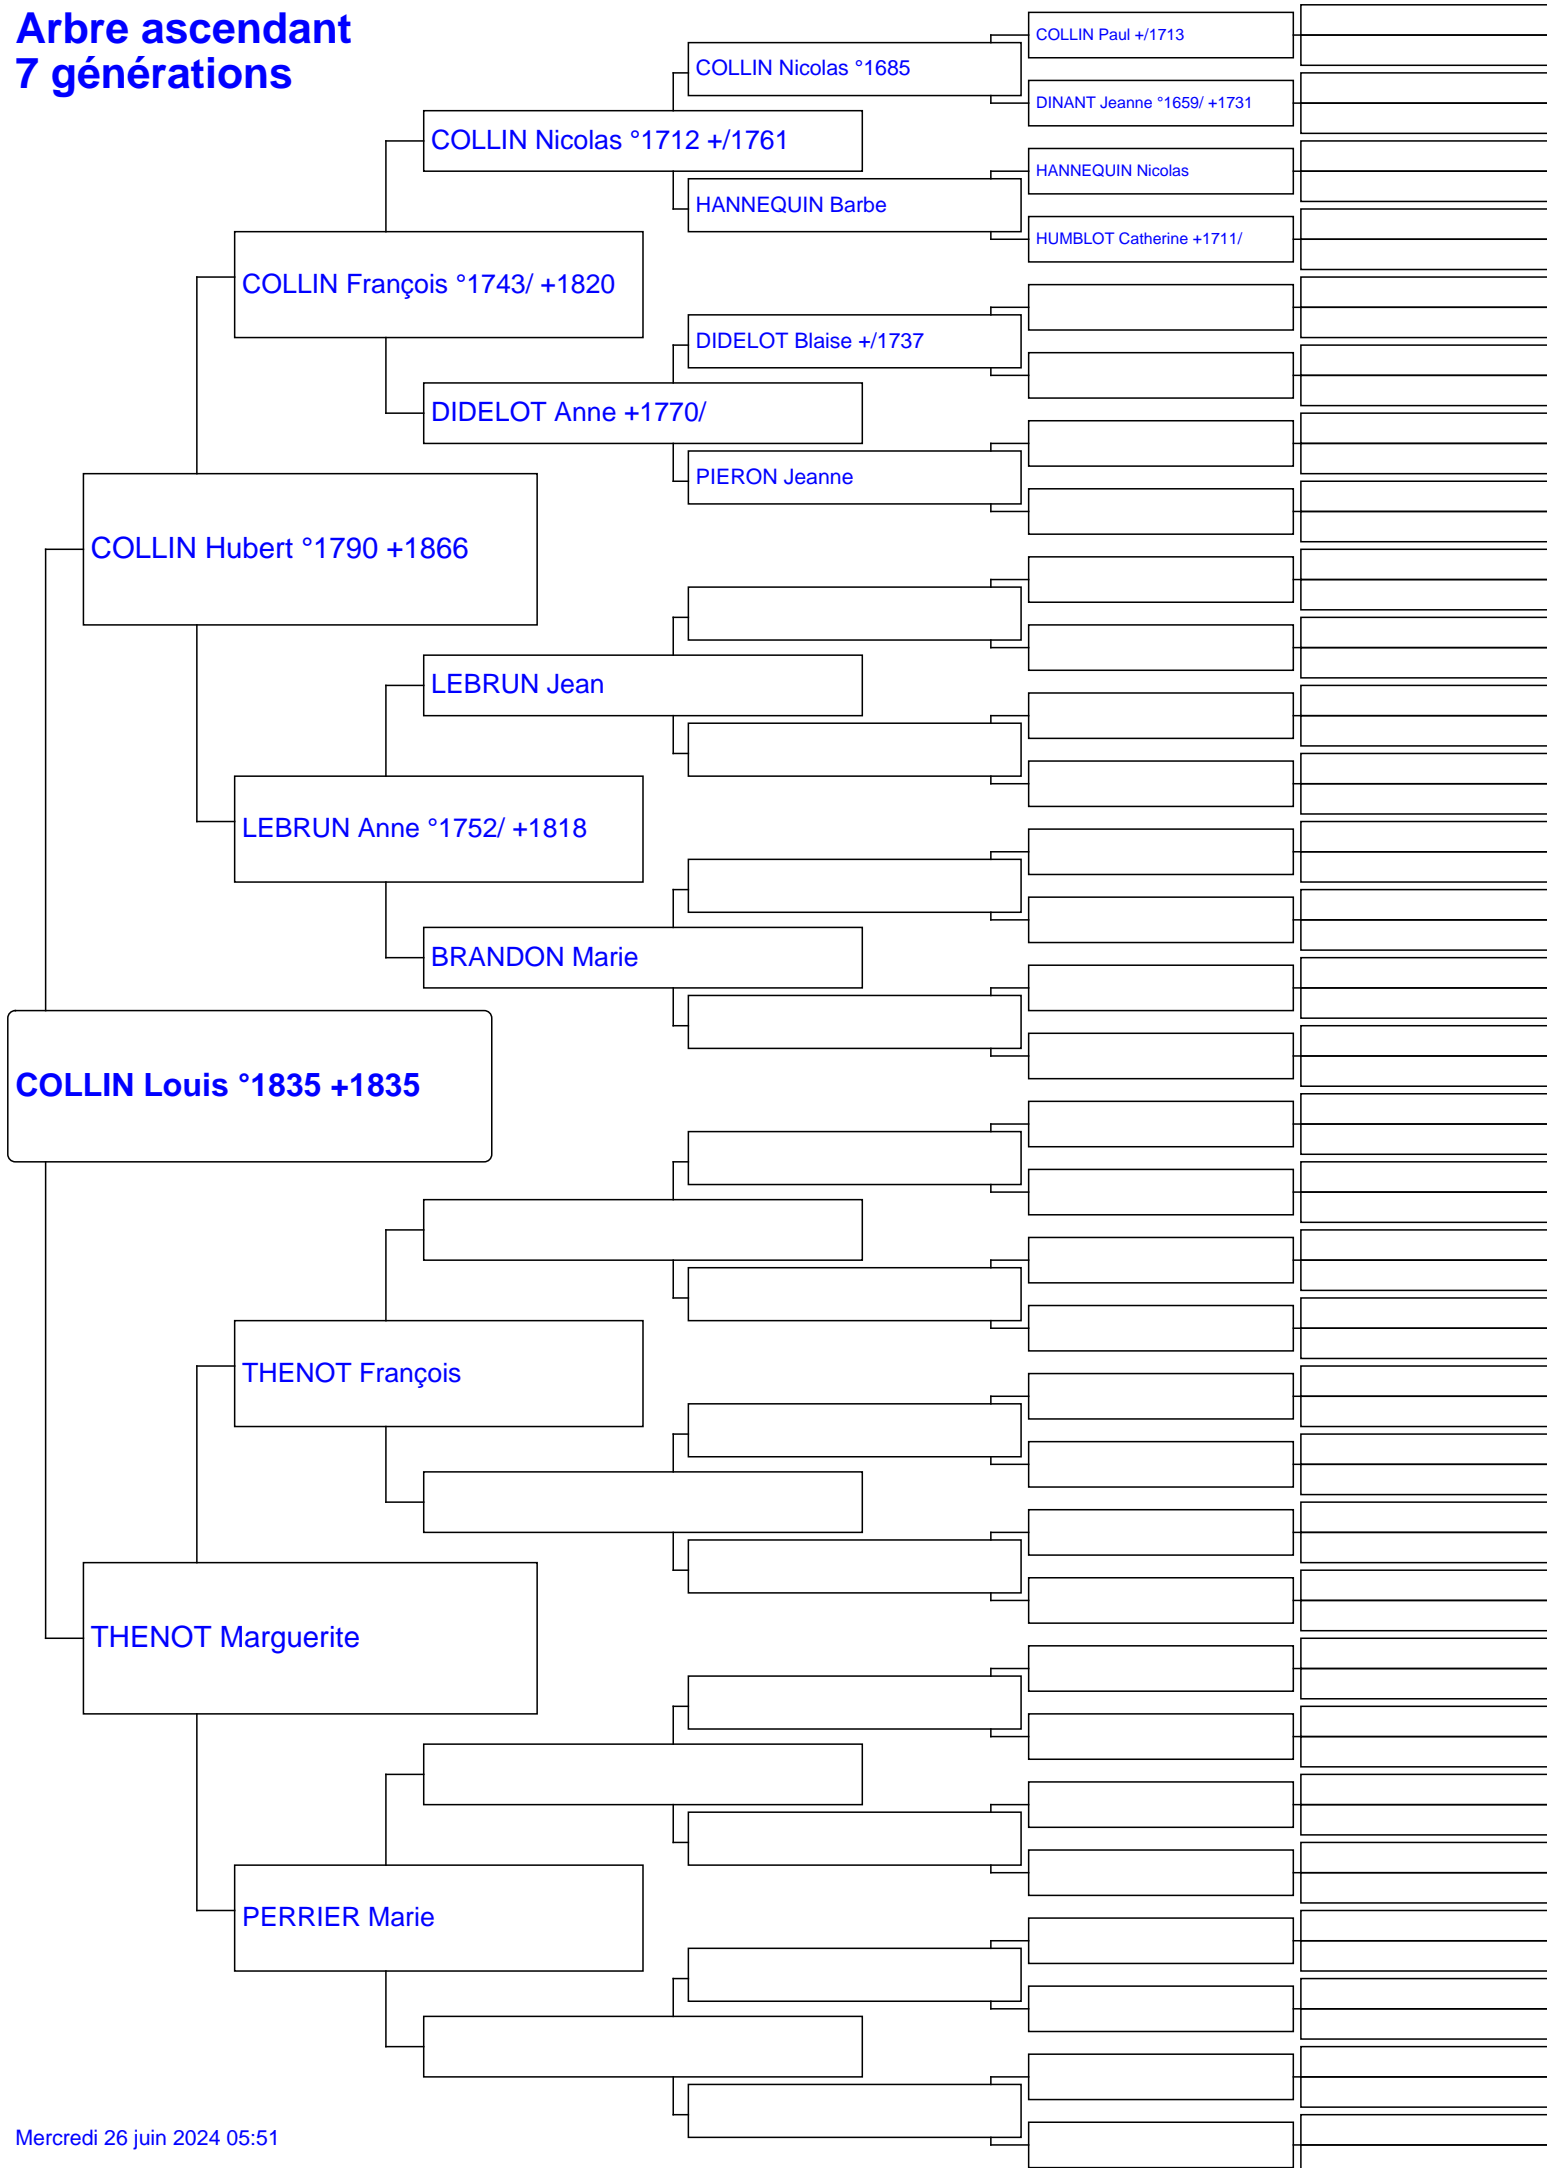 Arbre ascendant
7 générations
COLLIN Paul +/1713
COLLIN Nicolas °1685
DINANT Jeanne °1659/ +1731
COLLIN Nicolas °1712 +/1761
HANNEQUIN Nicolas
HANNEQUIN Barbe
HUMBLOT Catherine +1711/
COLLIN François °1743/ +1820
DIDELOT Blaise +/1737
DIDELOT Anne +1770/
PIERON Jeanne
COLLIN Hubert °1790 +1866
LEBRUN Jean
LEBRUN Anne °1752/ +1818
BRANDON Marie
COLLIN Louis °1835 +1835
THENOT François
THENOT Marguerite
PERRIER Marie
Mercredi 26 juin 2024 05:51